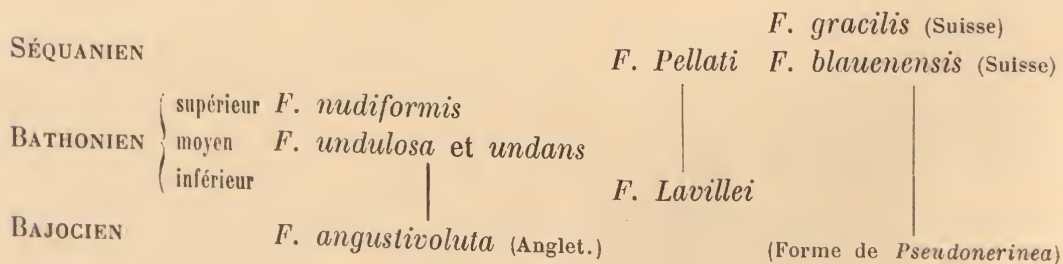 F. gracilis (Suisse)
SÉQUANIEN F. Pellati F. blauenensis (Suisse)
supérieur F. nudiformis
BATHONIEN moyen F. undulosa et undans
inférieur F. Lavillei
BAJOCIEN F. angustivoluta (Anglet.) (Forme de Pseudonerinea)